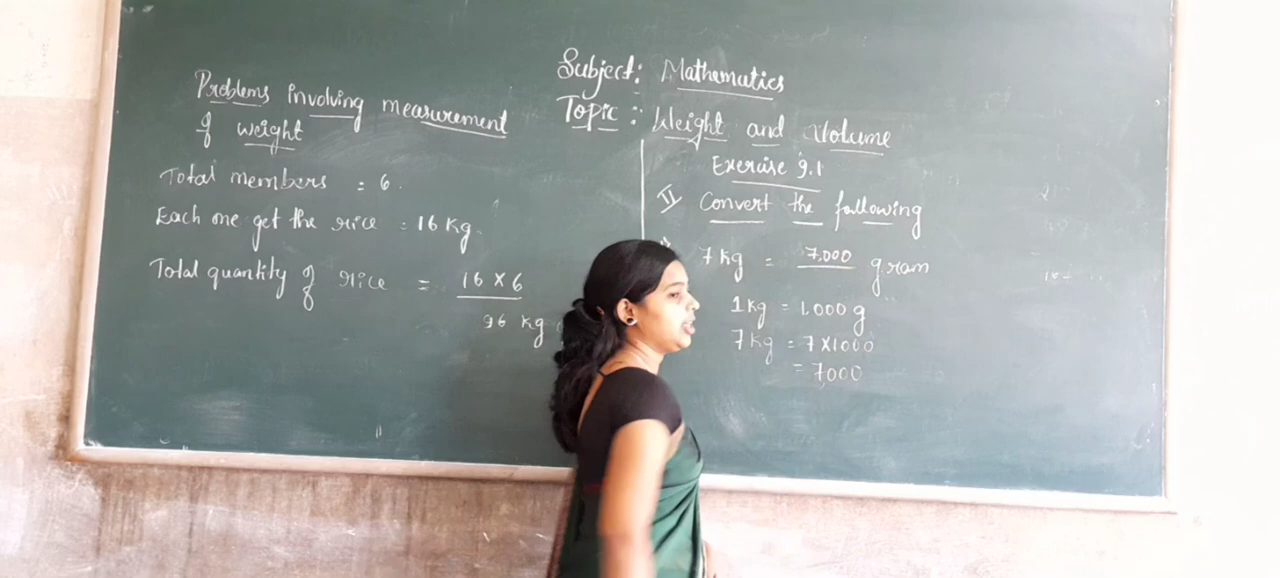 Subject: Mathematics
Topic: Weight and Volume
Problems involving measurement
of weight
Total members = 6.
Each one get the rice = 16 Kg.
Total quantity of rice = 16 X 6
96 kg
Exercise 9.1
II Convert the following
7 kg = 7,000 gram
1 kg = 1,000 g
7 kg = 7 X 1000
= 7000